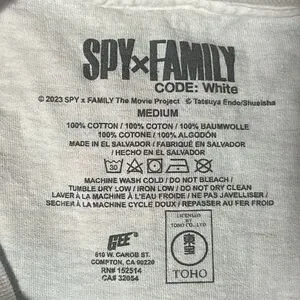 SPY×FAMILY
CODE: White
© 2023 SPY x FAMILY The Movie Project © Tatsuya Endo/Shueisha
MEDIUM
100% COTTON / 100% COTON / 100% BAUMWOLLE
100% COTONE / 100% ALGODÓN
MADE IN EL SALVADOR / FABRIQUÉ EN SALVADOR
/ HECHO EN EL SALVADOR
30
MACHINE WASH COLD / DO NOT BLEACH /
TUMBLE DRY LOW / IRON LOW / DO NOT DRY CLEAN
LAVER À LA MACHINE À L'EAU FROIDE / NE PAS JAVELLISER /
SÉCHER À LA MACHINE CYCLE DOUX / REPASSER AU FER FROID
GEE
610 W. CAROB ST.
COMPTON, CA 90220
RN# 152514
CA# 32054
LICENSED
BY
TOHO CO., LTD
東宝
TOHO